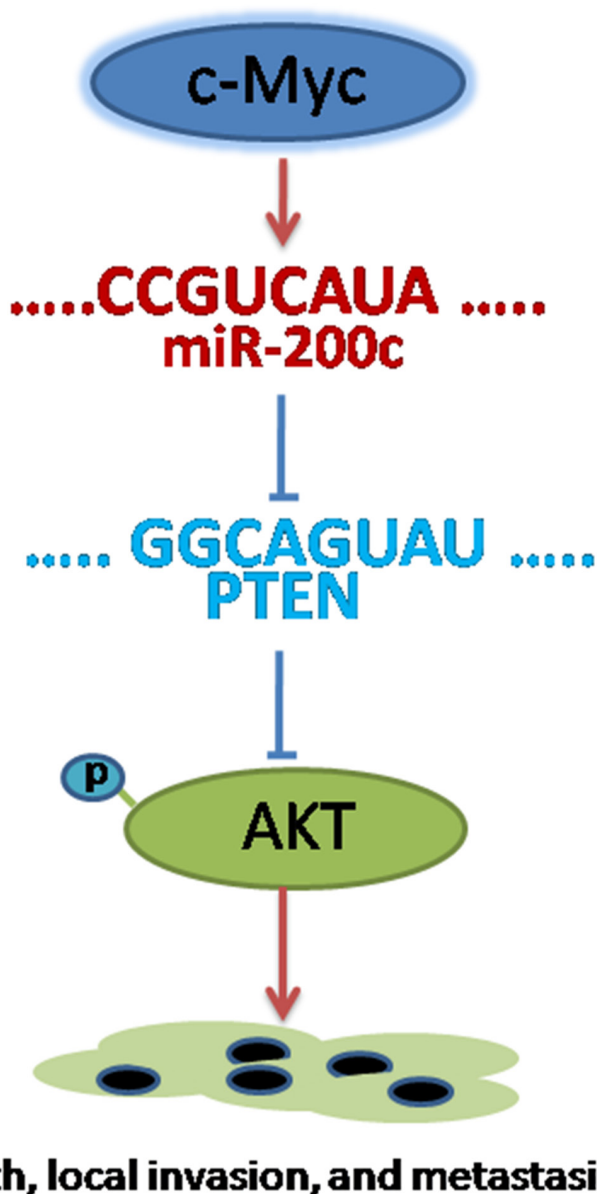 c-Myc
.....CCGUCAUA .....
miR-200c
..... GGCAGUAU .....
PTEN
p
AKT
local invasion, and